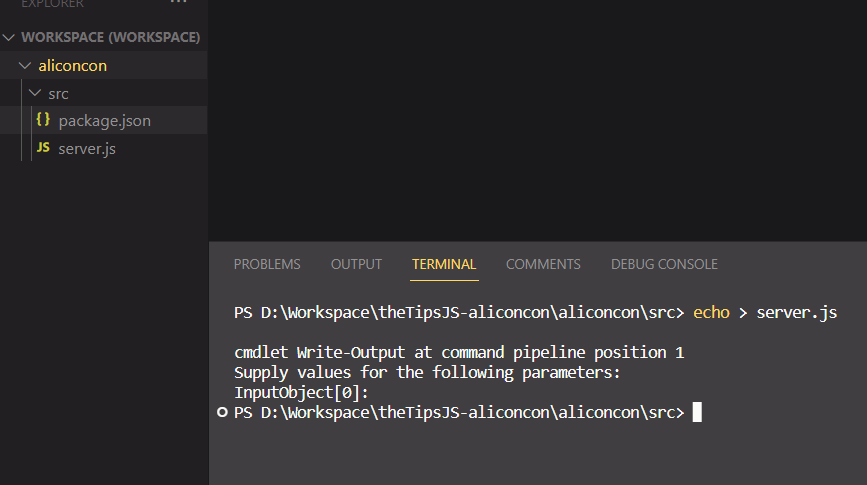 EXPLORER ...
WORKSPACE (WORKSPACE)
aliconcon
src
{} package.json
JS server.js
PROBLEMS OUTPUT TERMINAL COMMENTS DEBUG CONSOLE
PS D:\Workspace\theTipsJS-aliconcon\aliconcon\src> echo > server.js
cmdlet Write-Output at command pipeline position 1
Supply values for the following parameters:
InputObject[0]:
PS D:\Workspace\theTipsJS-aliconcon\aliconcon\src>